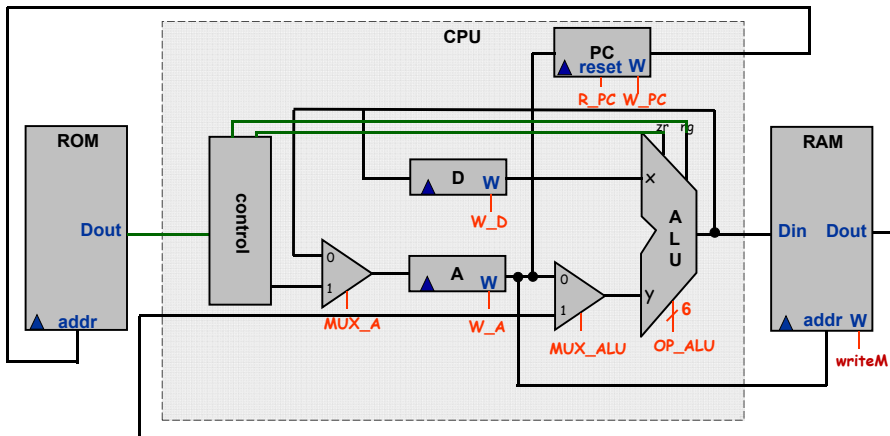 CPU
PC
reset W
R_PC W_PC
ROM
RAM
zr ng
control
D
W
x
W_D
A
L
U
Dout
Din Dout
0
1
A
W
0
1
y
6
MUX_A
W_A
MUX_ALU
OP_ALU
addr
addr W
writeM